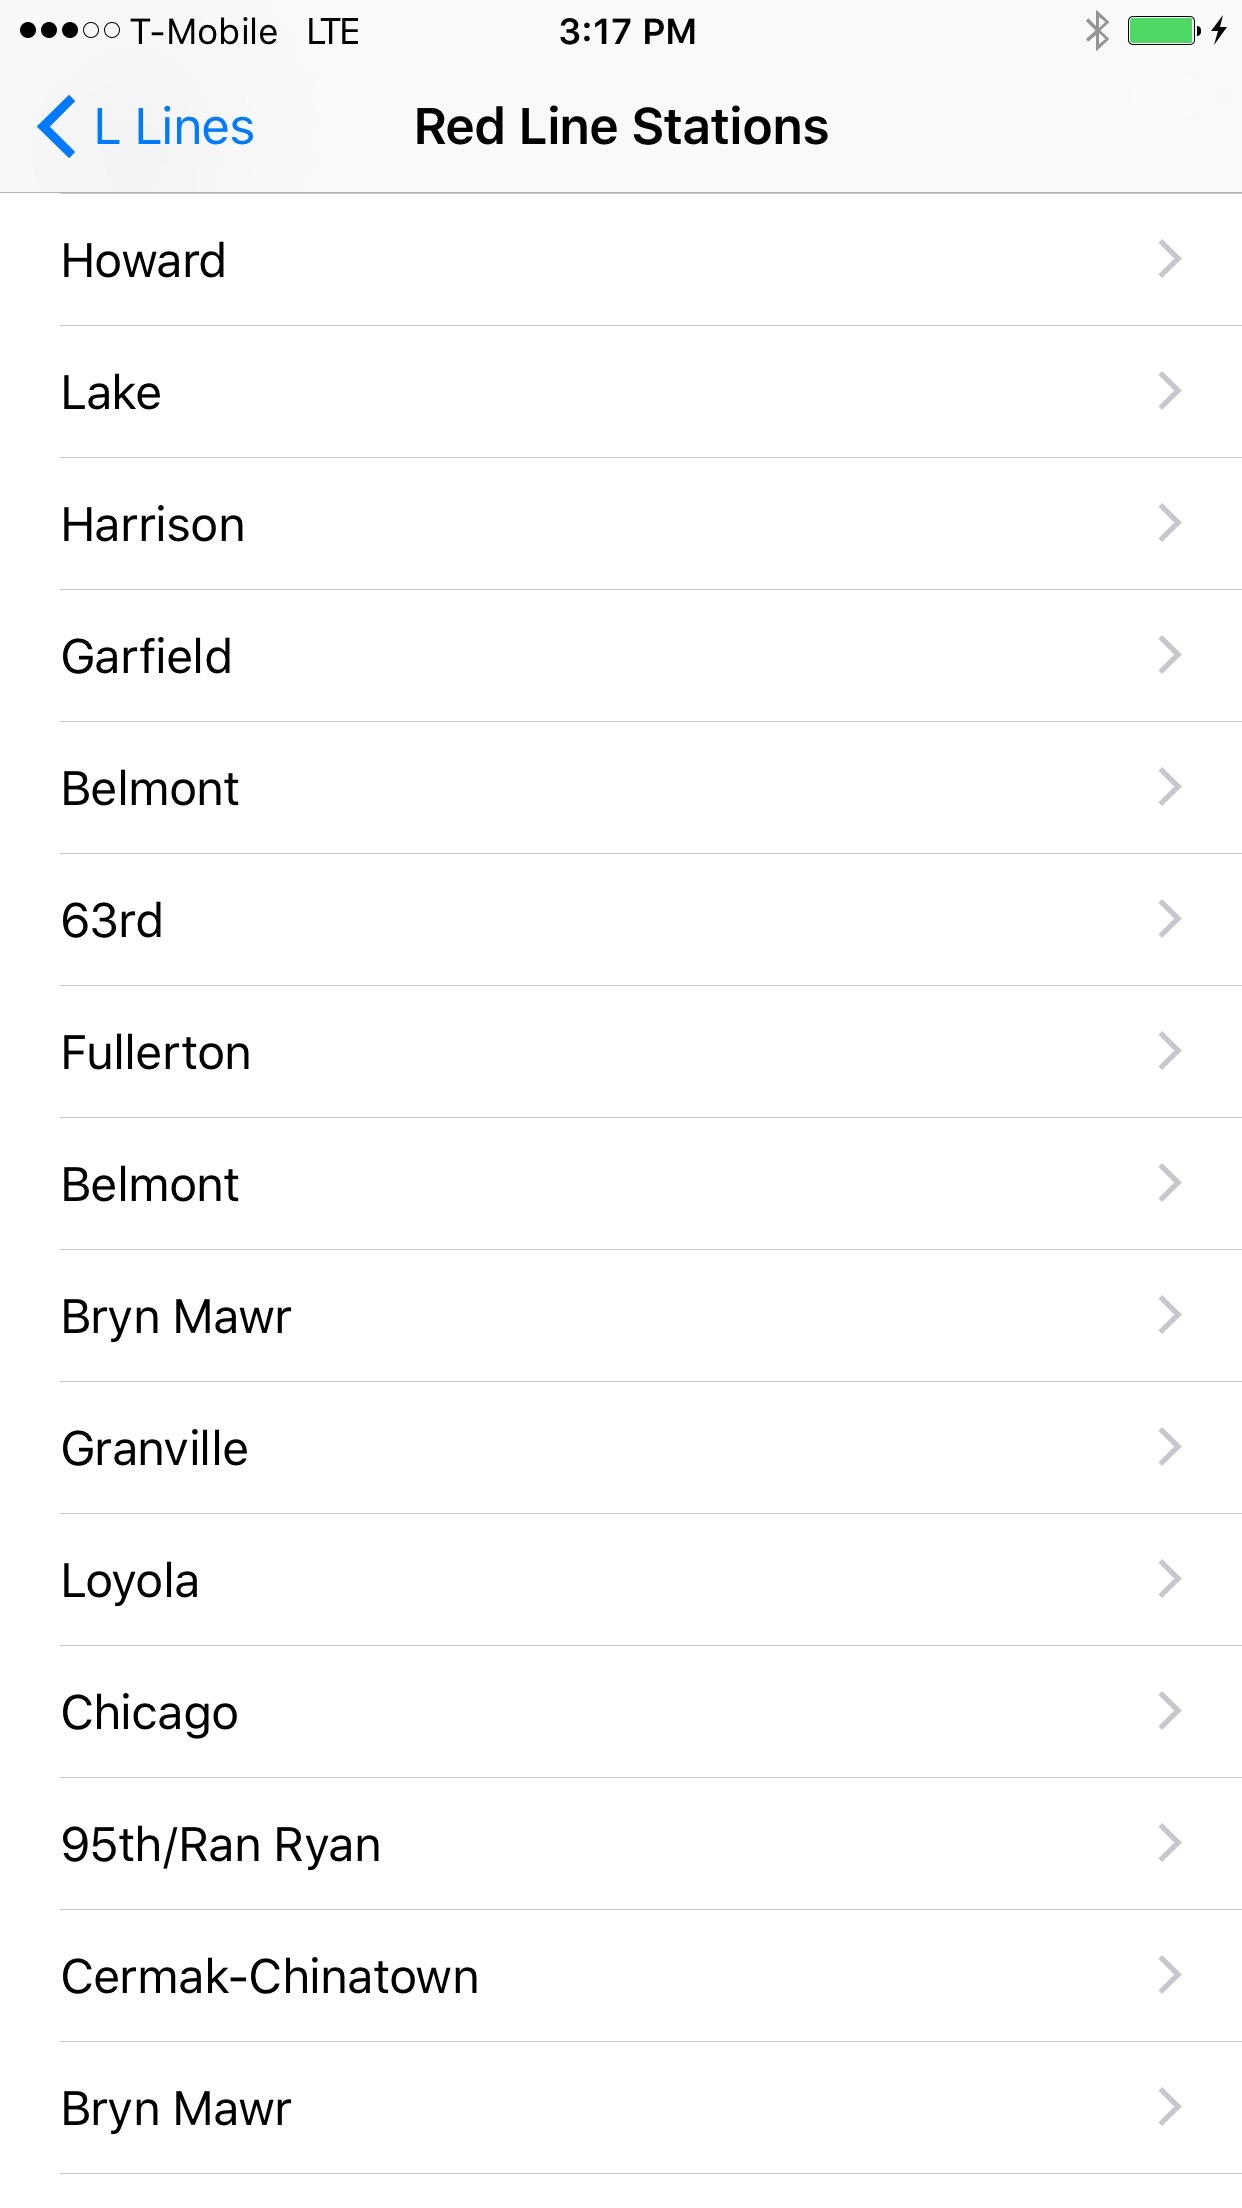 T-Mobile LTE 3:17 PM
L Lines Red Line Stations
Howard
Lake
Harrison
Garfield
Belmont
63rd
Fullerton
Belmont
Bryn Mawr
Granville
Loyola
Chicago
95th/Ran Ryan
Cermak-Chinatown
Bryn Mawr